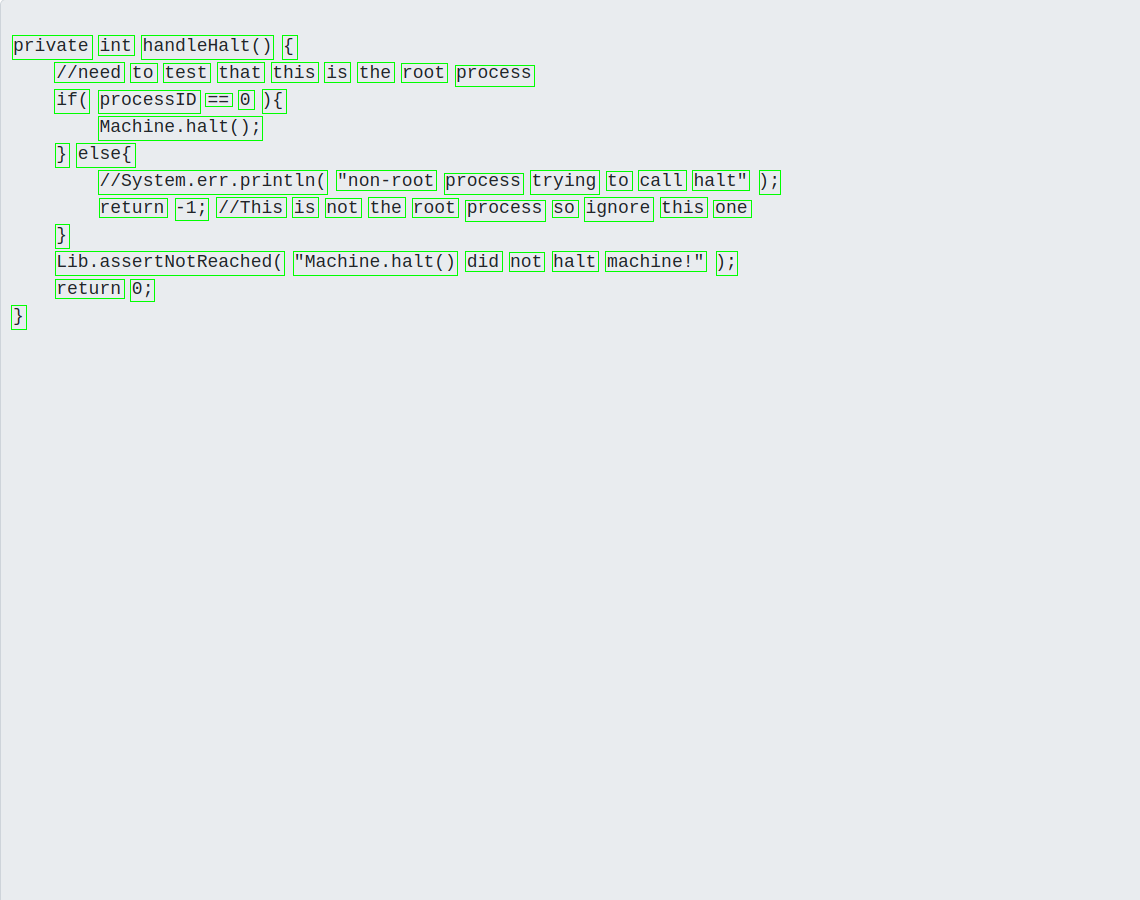 private int handleHalt() {
    //need to test that this is the root process
    if( processID == 0 ){
        Machine.halt();
    } else{
        //System.err.println( "non-root process trying to call halt" );
        return -1; //This is not the root process so ignore this one
    }
    Lib.assertNotReached( "Machine.halt() did not halt machine!" );
    return 0;
}